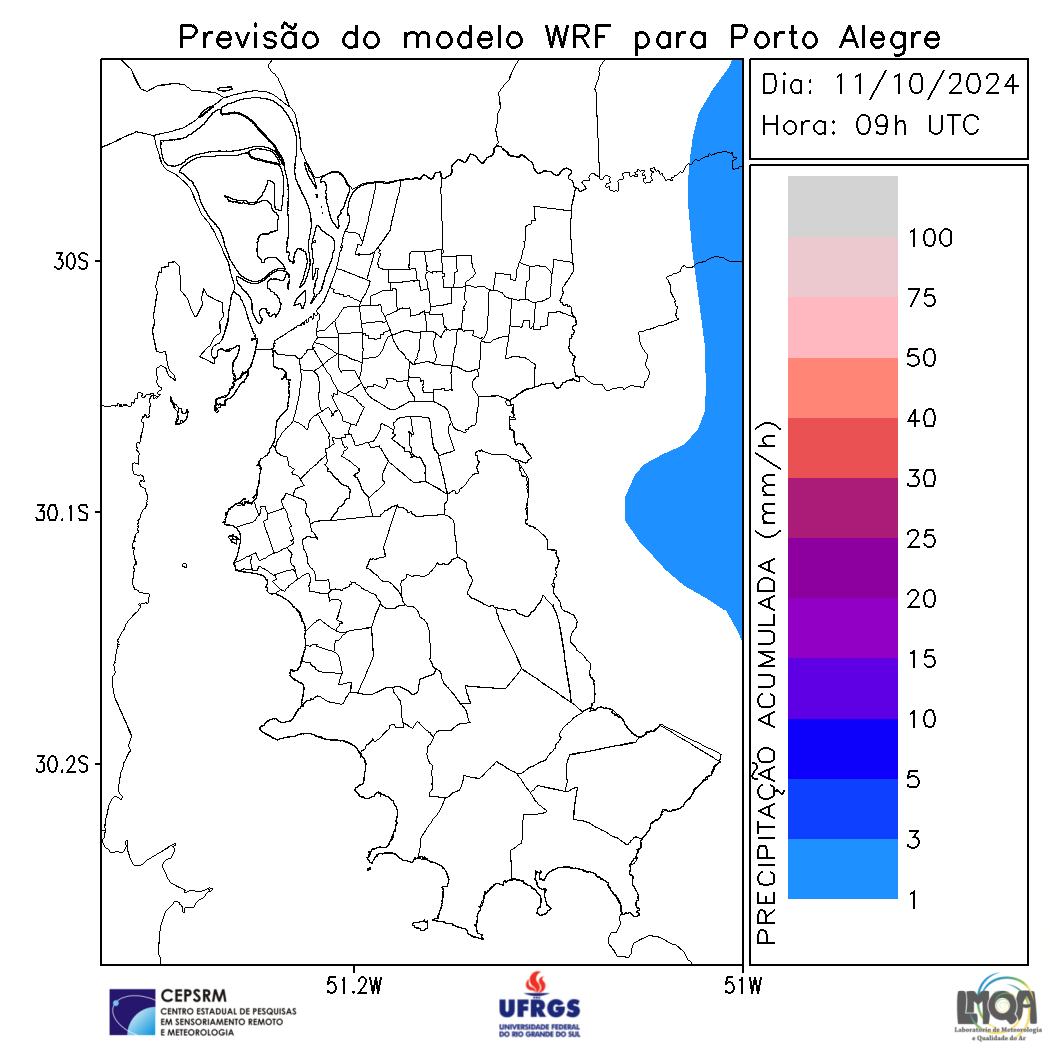 Previsão do modelo WRF para Porto Alegre
Dia: 11/10/2024
Hora: 09h UTC
30S
30.1S
30.2S
51.2W
51W
PRECIPITAÇÃO ACUMULADA (mm/h)
100
75
50
40
30
25
20
15
10
5
3
1
CEPSRM
CENTRO ESTADUAL DE PESQUISAS
EM SENSORIAMENTO REMOTO
E METEOROLOGIA
UFRGS
UNIVERSIDADE FEDERAL
DO RIO GRANDE DO SUL
LMQA
Laboratório de Meteorologia
e Qualidade do Ar